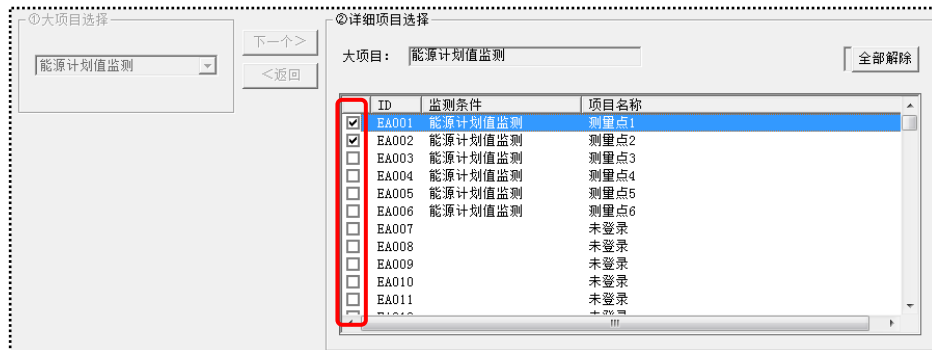 ①大项目选择
能源计划值监测
下一个>
<返回
②详细项目选择
大项目: 能源计划值监测
全部解除
ID 监测条件 项目名称
EA001 能源计划值监测 测量点1
EA002 能源计划值监测 测量点2
EA003 能源计划值监测 测量点3
EA004 能源计划值监测 测量点4
EA005 能源计划值监测 测量点5
EA006 能源计划值监测 测量点6
EA007 未登录
EA008 未登录
EA009 未登录
EA010 未登录
EA011 未登录